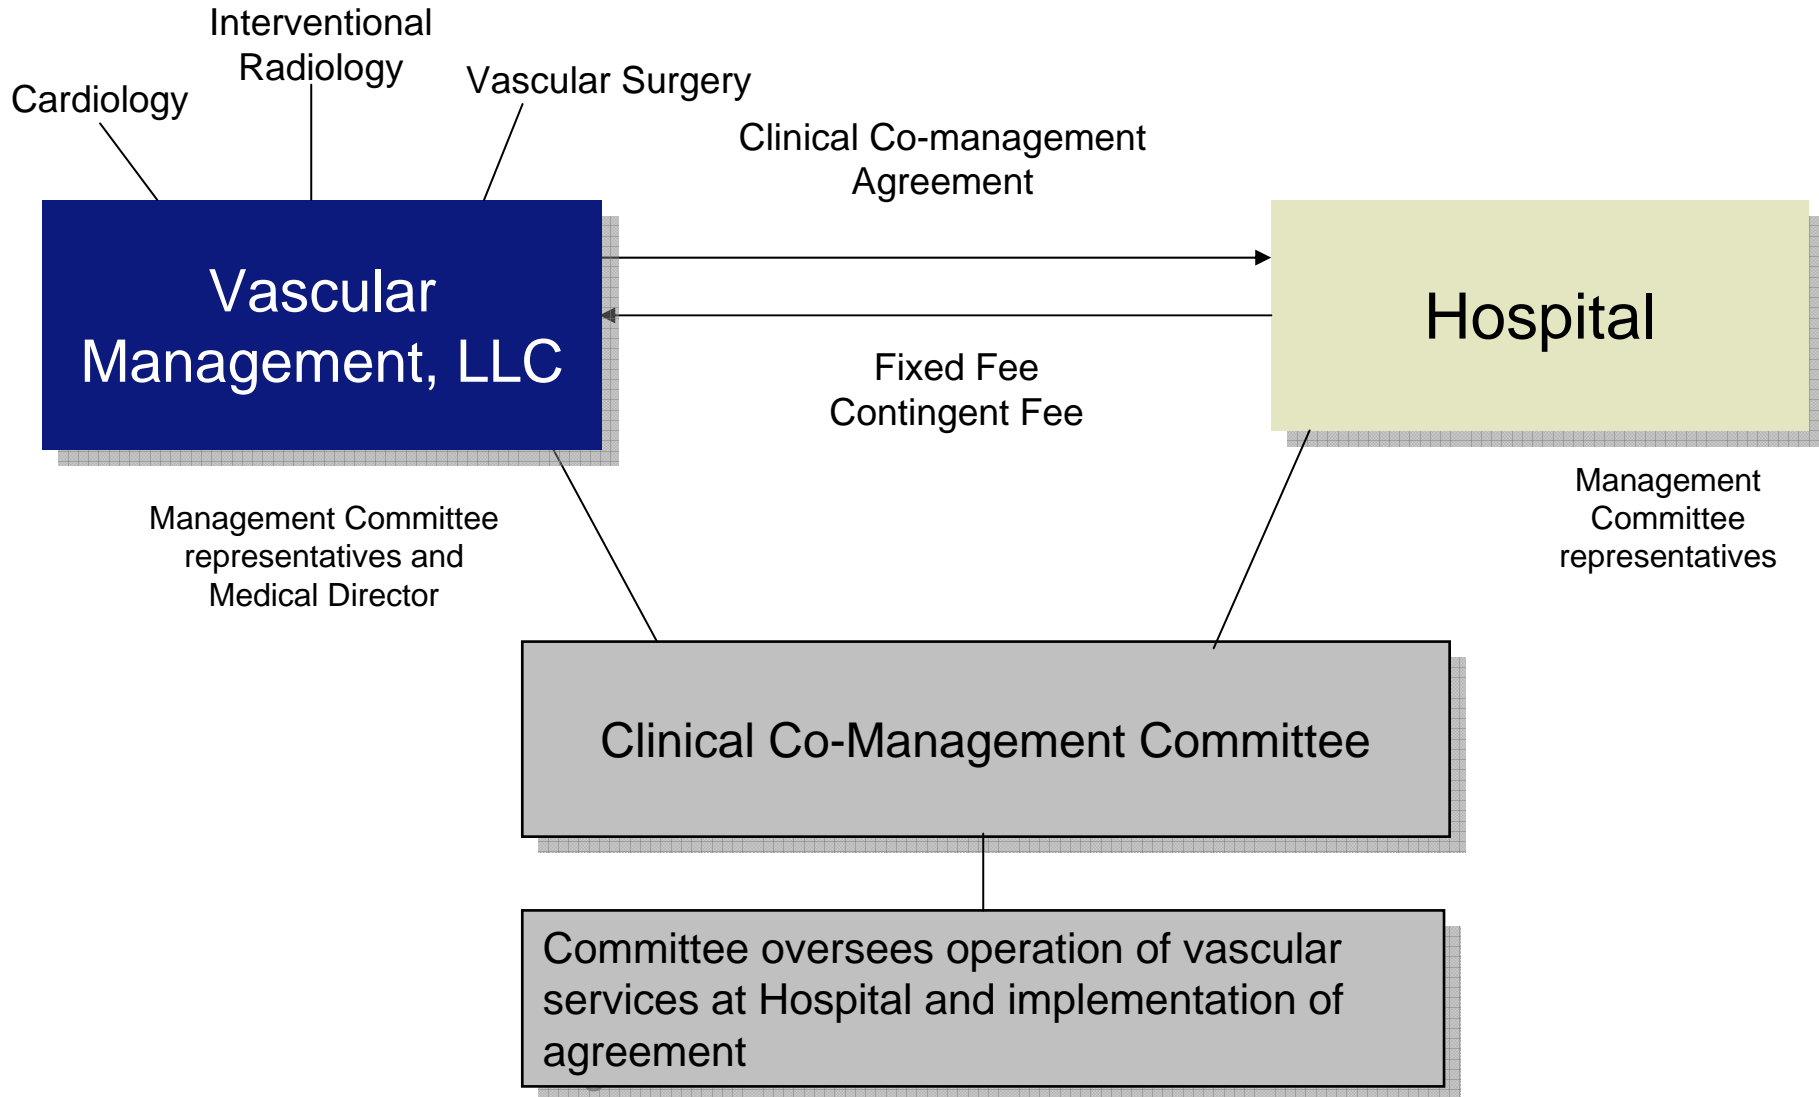 Interventional
Radiology
Cardiology
Vascular Surgery
Clinical Co-management
Agreement
Vascular
Management, LLC
Hospital
Fixed Fee
Contingent Fee
Management Committee
representatives and
Medical Director
Management
Committee
representatives
Clinical Co-Management Committee
Committee oversees operation of vascular
services at Hospital and implementation of
agreement